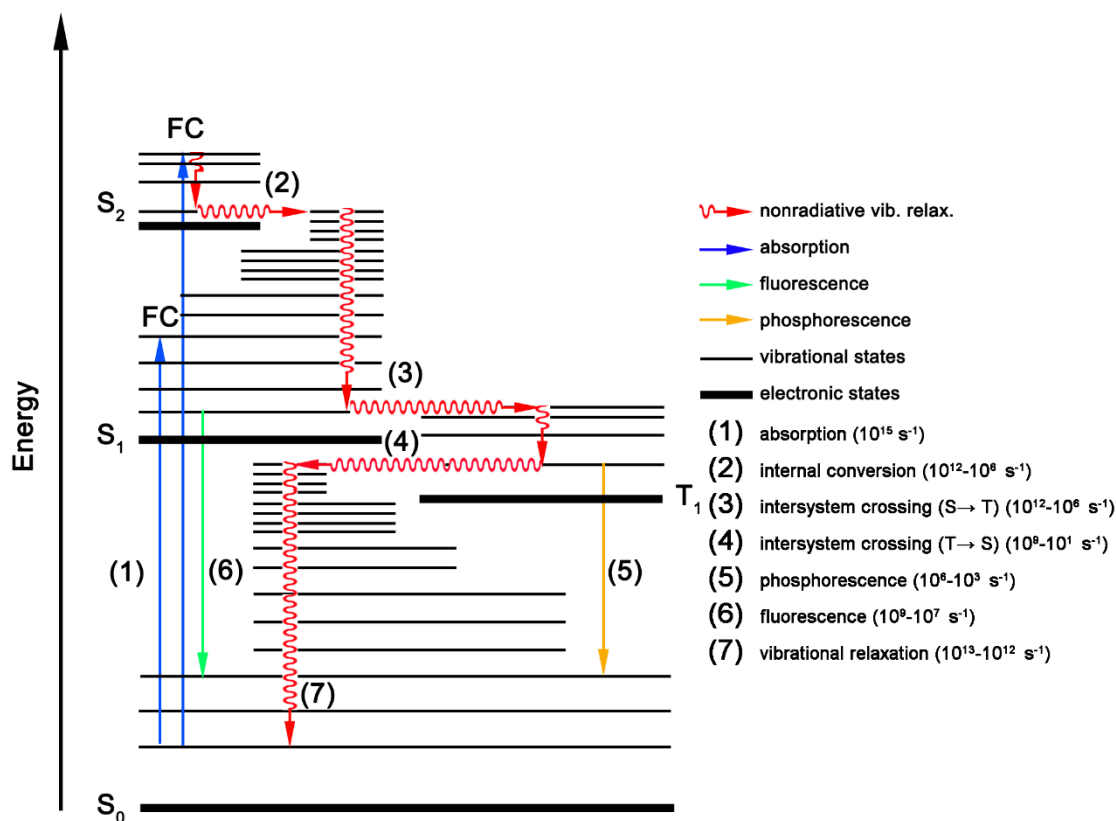 FC
(2)
S₂
FC
(3)
Energy
S₁
(4)
T₁
(1)
(6)
(5)
(7)
S₀
nonradiative vib. relax.
absorption
fluorescence
phosphorescence
vibrational states
electronic states
(1) absorption (10¹⁵ s⁻¹)
(2) internal conversion (10¹²-10⁶ s⁻¹)
(3) intersystem crossing (S→ T) (10¹²-10⁶ s⁻¹)
(4) intersystem crossing (T→ S) (10⁹-10¹ s⁻¹)
(5) phosphorescence (10⁶-10³ s⁻¹)
(6) fluorescence (10⁹-10⁷ s⁻¹)
(7) vibrational relaxation (10¹³-10¹² s⁻¹)